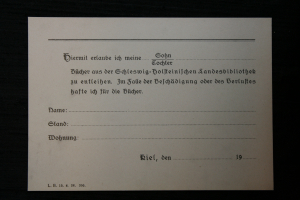 Hiermit erlaube ich meine Sohn
Tochter
Bücher aus der Schleswig-Holsteinischen Landesbibliothek
zu entleihen. Im Falle der Beschädigung oder des Verlustes
hafte ich für die Bücher.
Name:
Stand:
Wohnung
Kiel, den 19